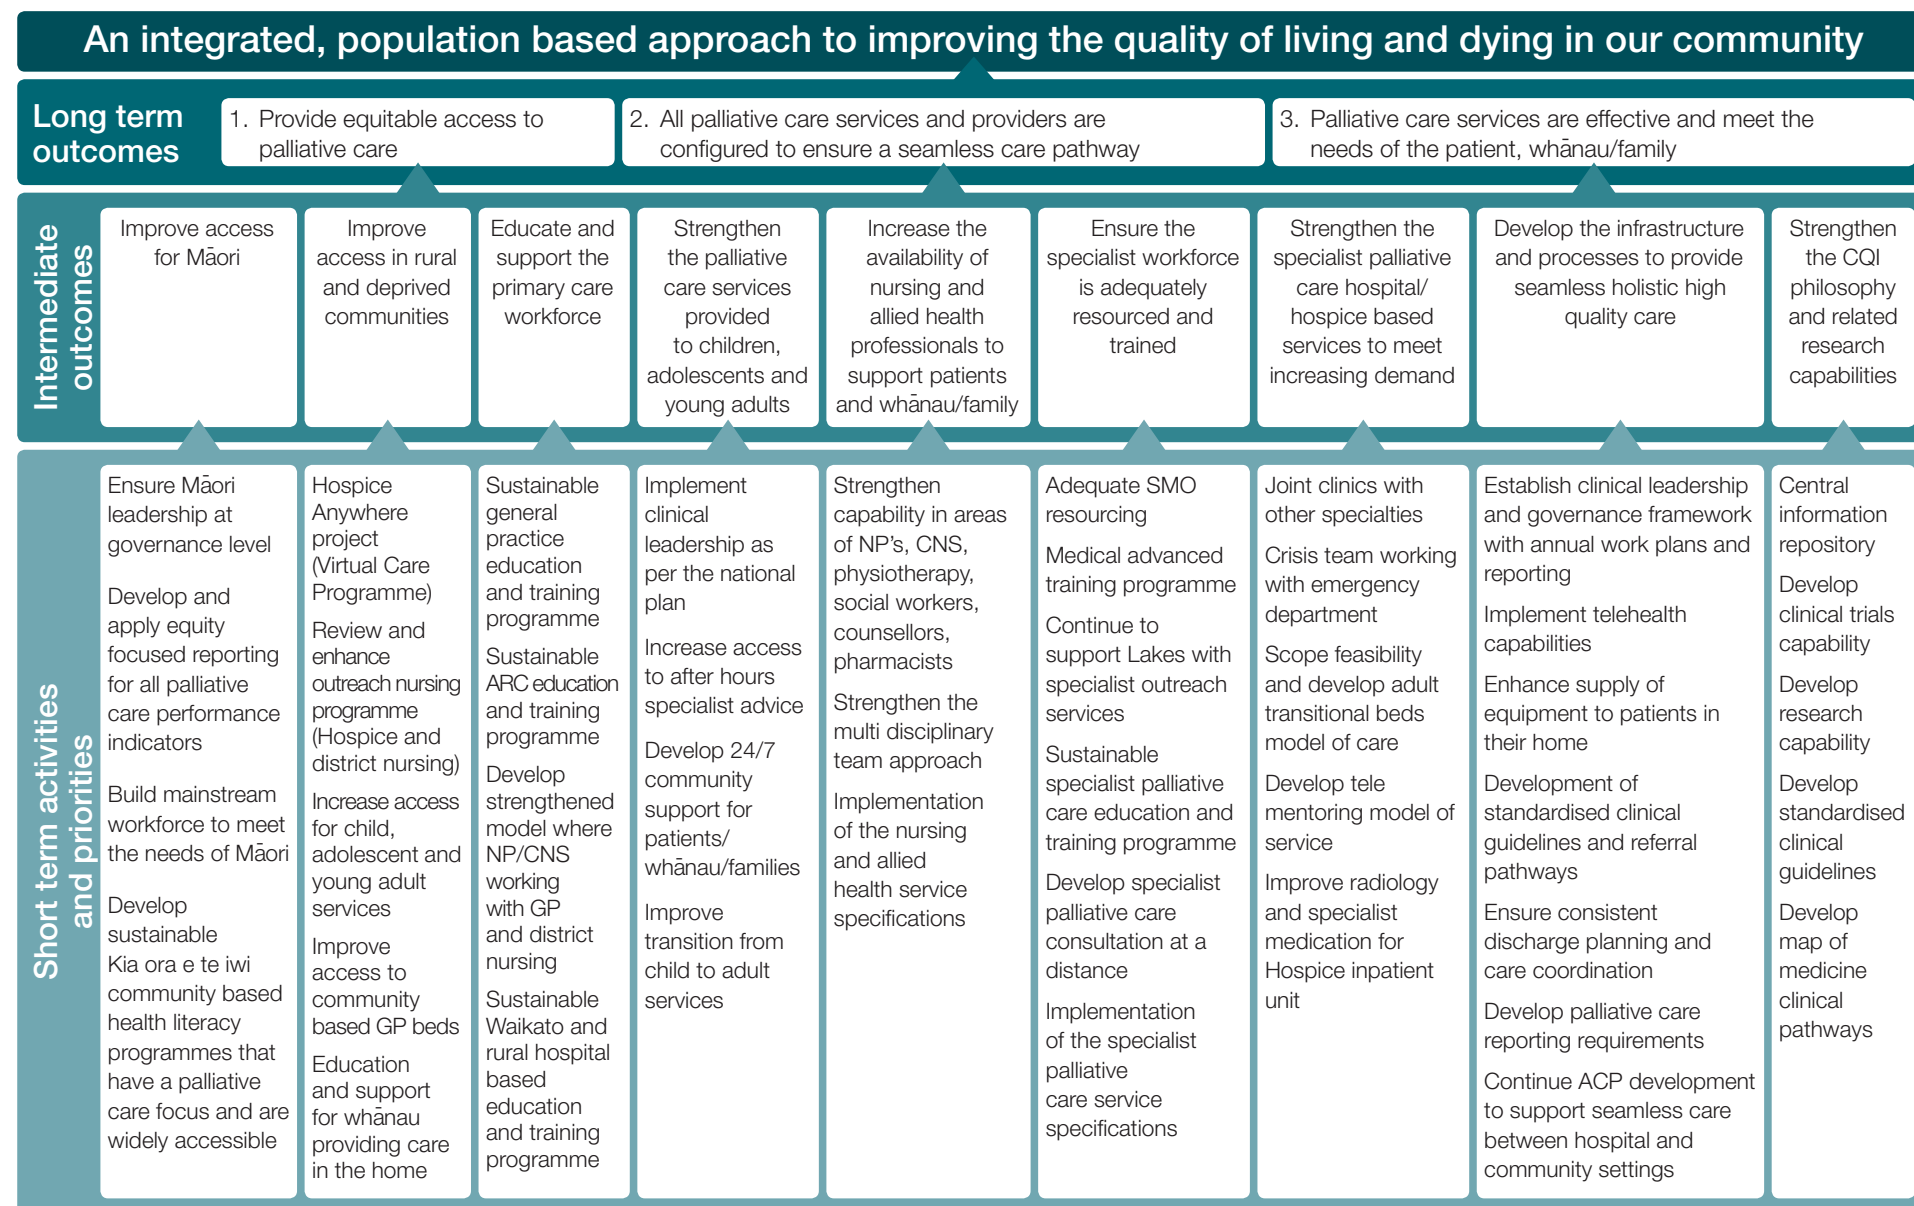 An integrated, population based approach to improving the quality of living and dying in our community
Long term
outcomes
1. Provide equitable access to
palliative care
2. All palliative care services and providers are
configured to ensure a seamless care pathway
3. Palliative care services are effective and meet the
needs of the patient, whānau/family
Intermediate
outcomes
Improve access
for Māori
Improve
access in rural
and deprived
communities
Educate and
support the
primary care
workforce
Strengthen
the palliative
care services
provided
to children,
adolescents and
young adults
Increase the
availability of
nursing and
allied health
professionals to
support patients
and whānau/family
Ensure the
specialist workforce
is adequately
resourced and
trained
Strengthen the
specialist palliative
care hospital/
hospice based
services to meet
increasing demand
Develop the infrastructure
and processes to provide
seamless holistic high
quality care
Strengthen
the CQI
philosophy
and related
research
capabilities
Short term activities
and priorities
Ensure Māori
leadership at
governance level
Develop and
apply equity
focused reporting
for all palliative
care performance
indicators
Build mainstream
workforce to meet
the needs of Māori
Develop
sustainable
Kia ora e te iwi
community based
health literacy
programmes that
have a palliative
care focus and are
widely accessible
Hospice
Anywhere
project
(Virtual Care
Programme)
Review and
enhance
outreach nursing
programme
(Hospice and
district nursing)
Increase access
for child,
adolescent and
young adult
services
Improve
access to
community
based GP beds
Education
and support
for whānau
providing care
in the home
Sustainable
general
practice
education
and training
programme
Sustainable
ARC education
and training
programme
Develop
strengthened
model where
NP/CNS
working
with GP
and district
nursing
Sustainable
Waikato and
rural hospital
based
education
and training
programme
Implement
clinical
leadership as
per the national
plan
Increase access
to after hours
specialist advice
Develop 24/7
community
support for
patients/
whānau/families
Improve
transition from
child to adult
services
Strengthen
capability in areas
of NP's, CNS,
physiotherapy,
social workers,
counsellors,
pharmacists
Strengthen the
multi disciplinary
team approach
Implementation
of the nursing
and allied
health service
specifications
Adequate SMO
resourcing
Medical advanced
training programme
Continue to
support Lakes with
specialist outreach
services
Sustainable
specialist palliative
care education and
training programme
Develop specialist
palliative care
consultation at a
distance
Implementation
of the specialist
palliative
care service
specifications
Joint clinics with
other specialties
Crisis team working
with emergency
department
Scope feasibility
and develop adult
transitional beds
model of care
Develop tele
mentoring model of
service
Improve radiology
and specialist
medication for
Hospice inpatient
unit
Establish clinical leadership
and governance framework
with annual work plans and
reporting
Implement telehealth
capabilities
Enhance supply of
equipment to patients in
their home
Development of
standardised clinical
guidelines and referral
pathways
Ensure consistent
discharge planning and
care coordination
Develop palliative care
reporting requirements
Continue ACP development
to support seamless care
between hospital and
community settings
Central
information
repository
Develop
clinical trials
capability
Develop
research
capability
Develop
standardised
clinical
guidelines
Develop
map of
medicine
clinical
pathways